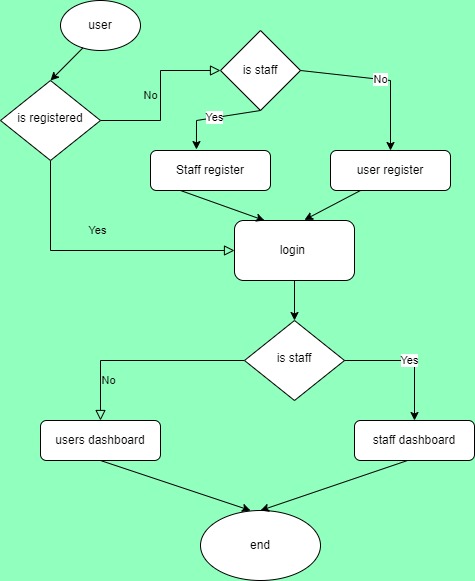 user
is staff
No
No
is registered
Yes
Staff register
user register
Yes
login
is staff
Yes
No
users dashboard
staff dashboard
end